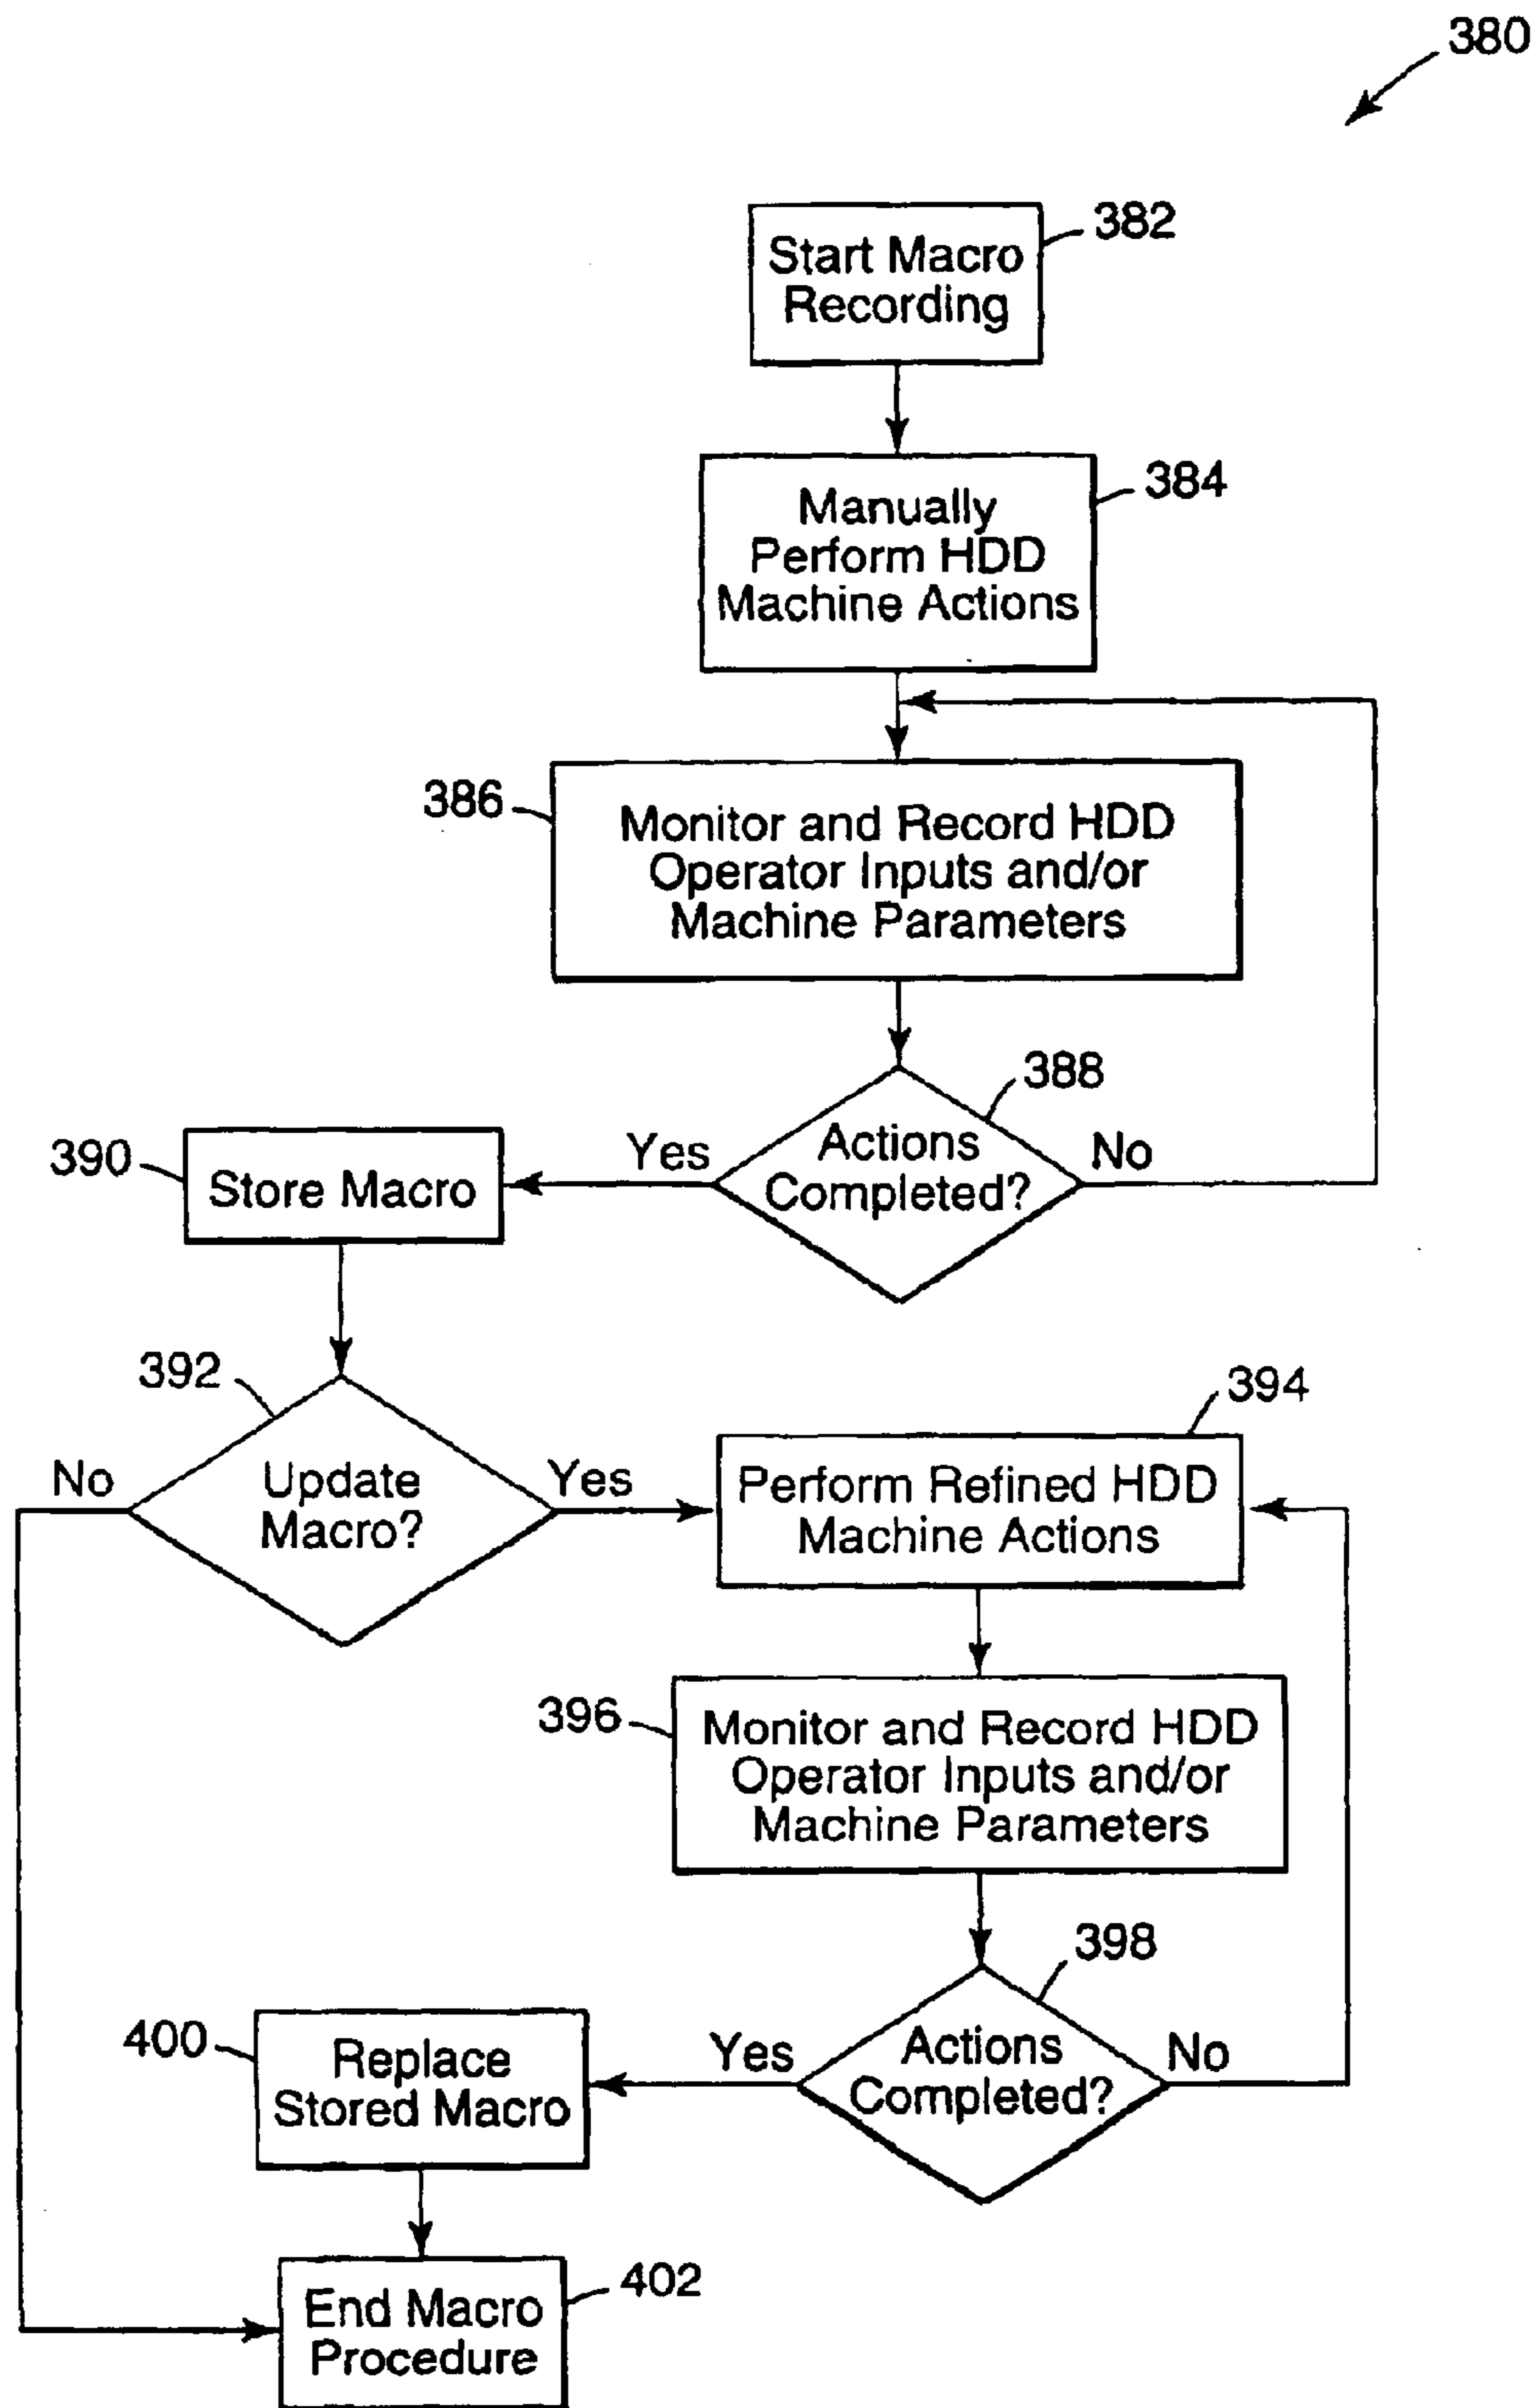 380
Start Macro
Recording
382
Manually
Perform HDD
Machine Actions
384
386
Monitor and Record HDD
Operator Inputs and/or
Machine Parameters
388
Actions
Completed?
Yes
No
390
Store Macro
392
Update
Macro?
No
Yes
394
Perform Refined HDD
Machine Actions
396
Monitor and Record HDD
Operator Inputs and/or
Machine Parameters
398
Actions
Completed?
Yes
No
400
Replace
Stored Macro
402
End Macro
Procedure